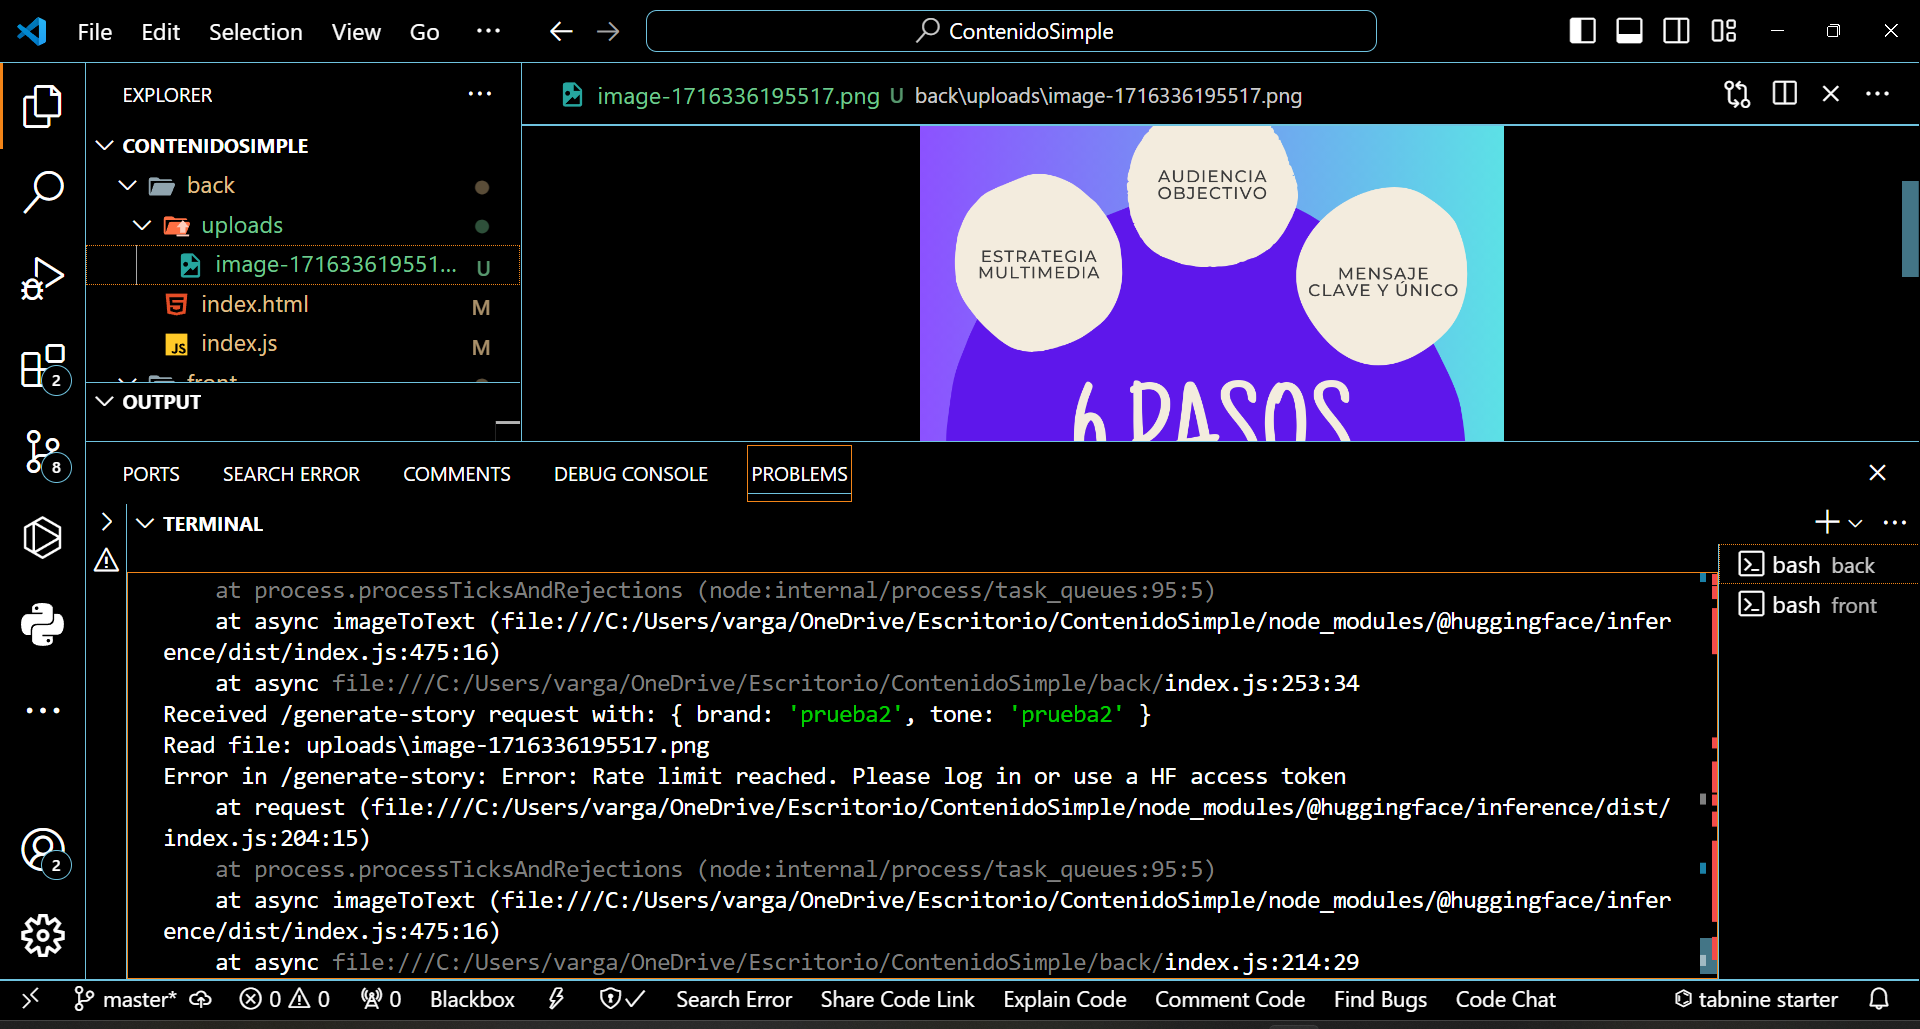 File Edit Selection View Go ···
ContenidoSimple
EXPLORER
CONTENIDOSIMPLE
back
uploads
image-171633619551... U
index.html M
JS index.js M
front
OUTPUT
image-1716336195517.png U back\uploads\image-1716336195517.png
AUDIENCIA
OBJECTIVO
ESTRATEGIA
MULTIMEDIA
MENSAJE
CLAVE Y ÚNICO
6 PASOS
2
8
2
PORTS SEARCH ERROR COMMENTS DEBUG CONSOLE PROBLEMS
TERMINAL
at process.processTicksAndRejections (node:internal/process/task_queues:95:5)
at async imageToText (file:///C:/Users/varga/OneDrive/Escritorio/ContenidoSimple/node_modules/@huggingface/infer
ence/dist/index.js:475:16)
at async file:///C:/Users/varga/OneDrive/Escritorio/ContenidoSimple/back/index.js:253:34
Received /generate-story request with: { brand: 'prueba2', tone: 'prueba2' }
Read file: uploads\image-1716336195517.png
Error in /generate-story: Error: Rate limit reached. Please log in or use a HF access token
at request (file:///C:/Users/varga/OneDrive/Escritorio/ContenidoSimple/node_modules/@huggingface/inference/dist/
index.js:204:15)
at process.processTicksAndRejections (node:internal/process/task_queues:95:5)
at async imageToText (file:///C:/Users/varga/OneDrive/Escritorio/ContenidoSimple/node_modules/@huggingface/infer
ence/dist/index.js:475:16)
at async file:///C:/Users/varga/OneDrive/Escritorio/ContenidoSimple/back/index.js:214:29
bash back
bash front
master* 0 0 0 Blackbox Search Error Share Code Link Explain Code Comment Code Find Bugs Code Chat tabnine starter